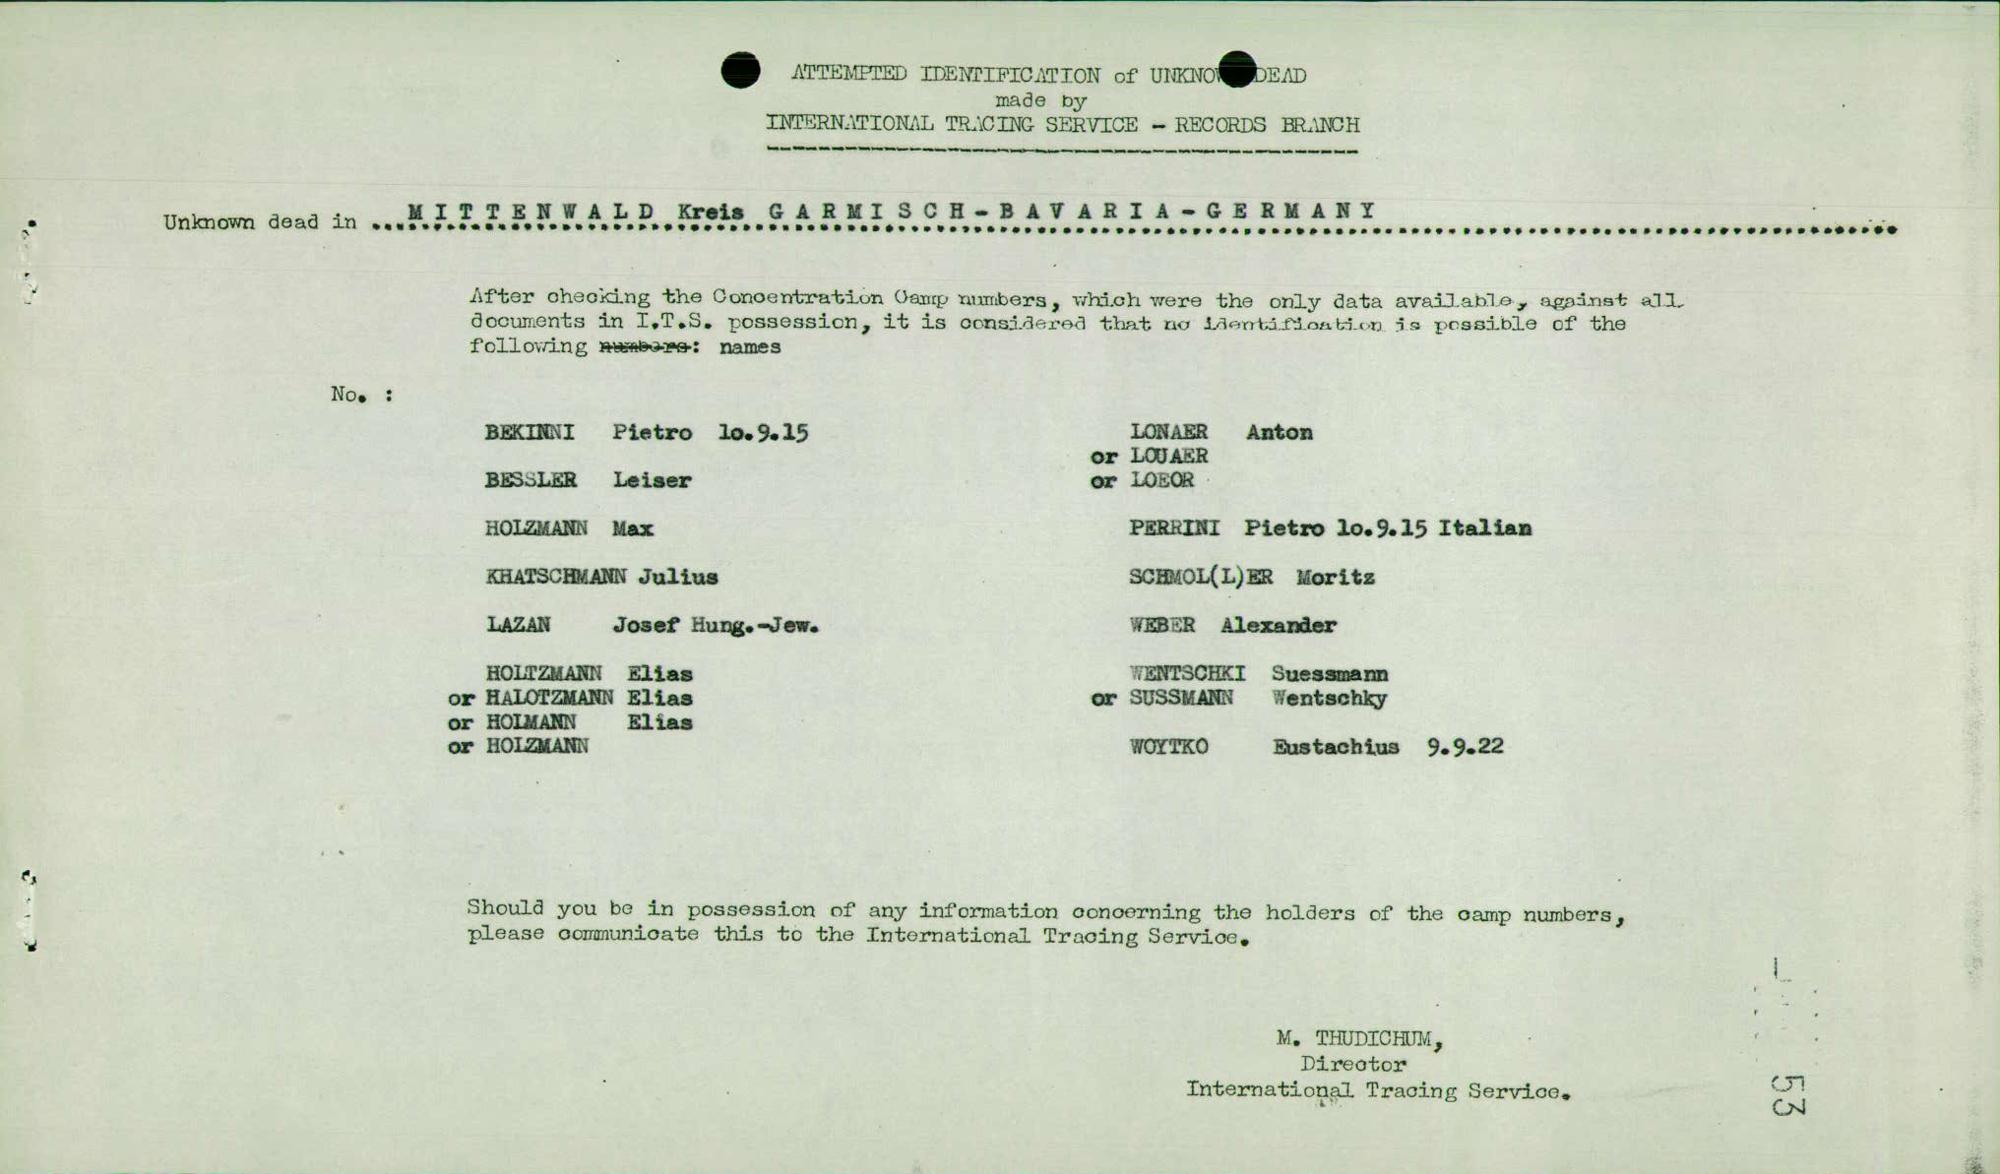 ATTEMPTED IDENTIFICATION of UNKNOWN DEAD
made by
INTERNATIONAL TRACING SERVICE - RECORDS BRANCH
Unknown dead in ...MITTENWALD Kreis GARMISCH-BAVARIA-GERMANY
After checking the Concentration Camp numbers, which were the only data available, against all
documents in I.T.S. possession, it is considered that no identification is possible of the
following numbers: names
No. :
BEKINNI Pietro 10.9.15
BESSLER Leiser
HOLZMANN Max
KHATSCHMANN Julius
LAZAN Josef Hung.-Jew.
HOLTZMANN Elias
or HALOTZMANN Elias
or HOLMANN Elias
or HOLZMANN
LONAER Anton
or LOUAER
or LOEOR
PERRINI Pietro 10.9.15 Italian
SCHMOL(L)ER Moritz
WEBER Alexander
WENTSCHKI Suessmann
or SUSSMANN Wentschky
WOYTKO Eustachius 9.9.22
Should you be in possession of any information concerning the holders of the camp numbers,
please communicate this to the International Tracing Service.
M. THUDICHUM,
Director
International Tracing Service.
53